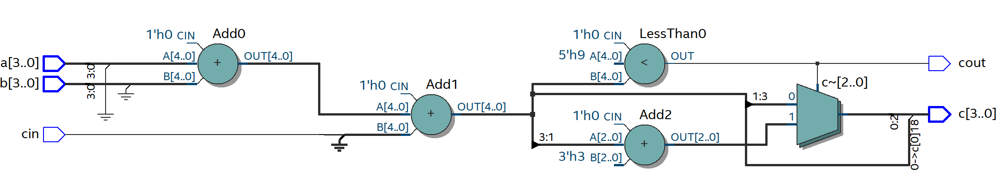 1'h0 CIN
Add0
a[3..0]
3:0
A[4..0]
+
OUT[4..0]
b[3..0]
3:0
B[4..0]
cin
1'h0 CIN
Add1
A[4..0]
+
OUT[4..0]
B[4..0]
1'h0 CIN
LessThan0
5'h9 A[4..0]
<
OUT
B[4..0]
cout
c~[2..0]
1:3
0
1
1'h0 CIN
Add2
3:1
A[2..0]
+
OUT[2..0]
3'h3 B[2..0]
0:2
0->c[0]18
c[3..0]